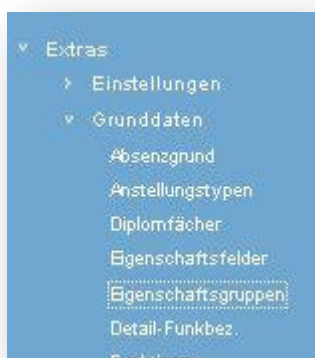 Extras
Einstellungen
Grunddaten
Absenzgrund
Anstellungstypen
Diplomfächer
Eigenschaftsfelder
Eigenschaftsgruppen
Detail-Funkbez.